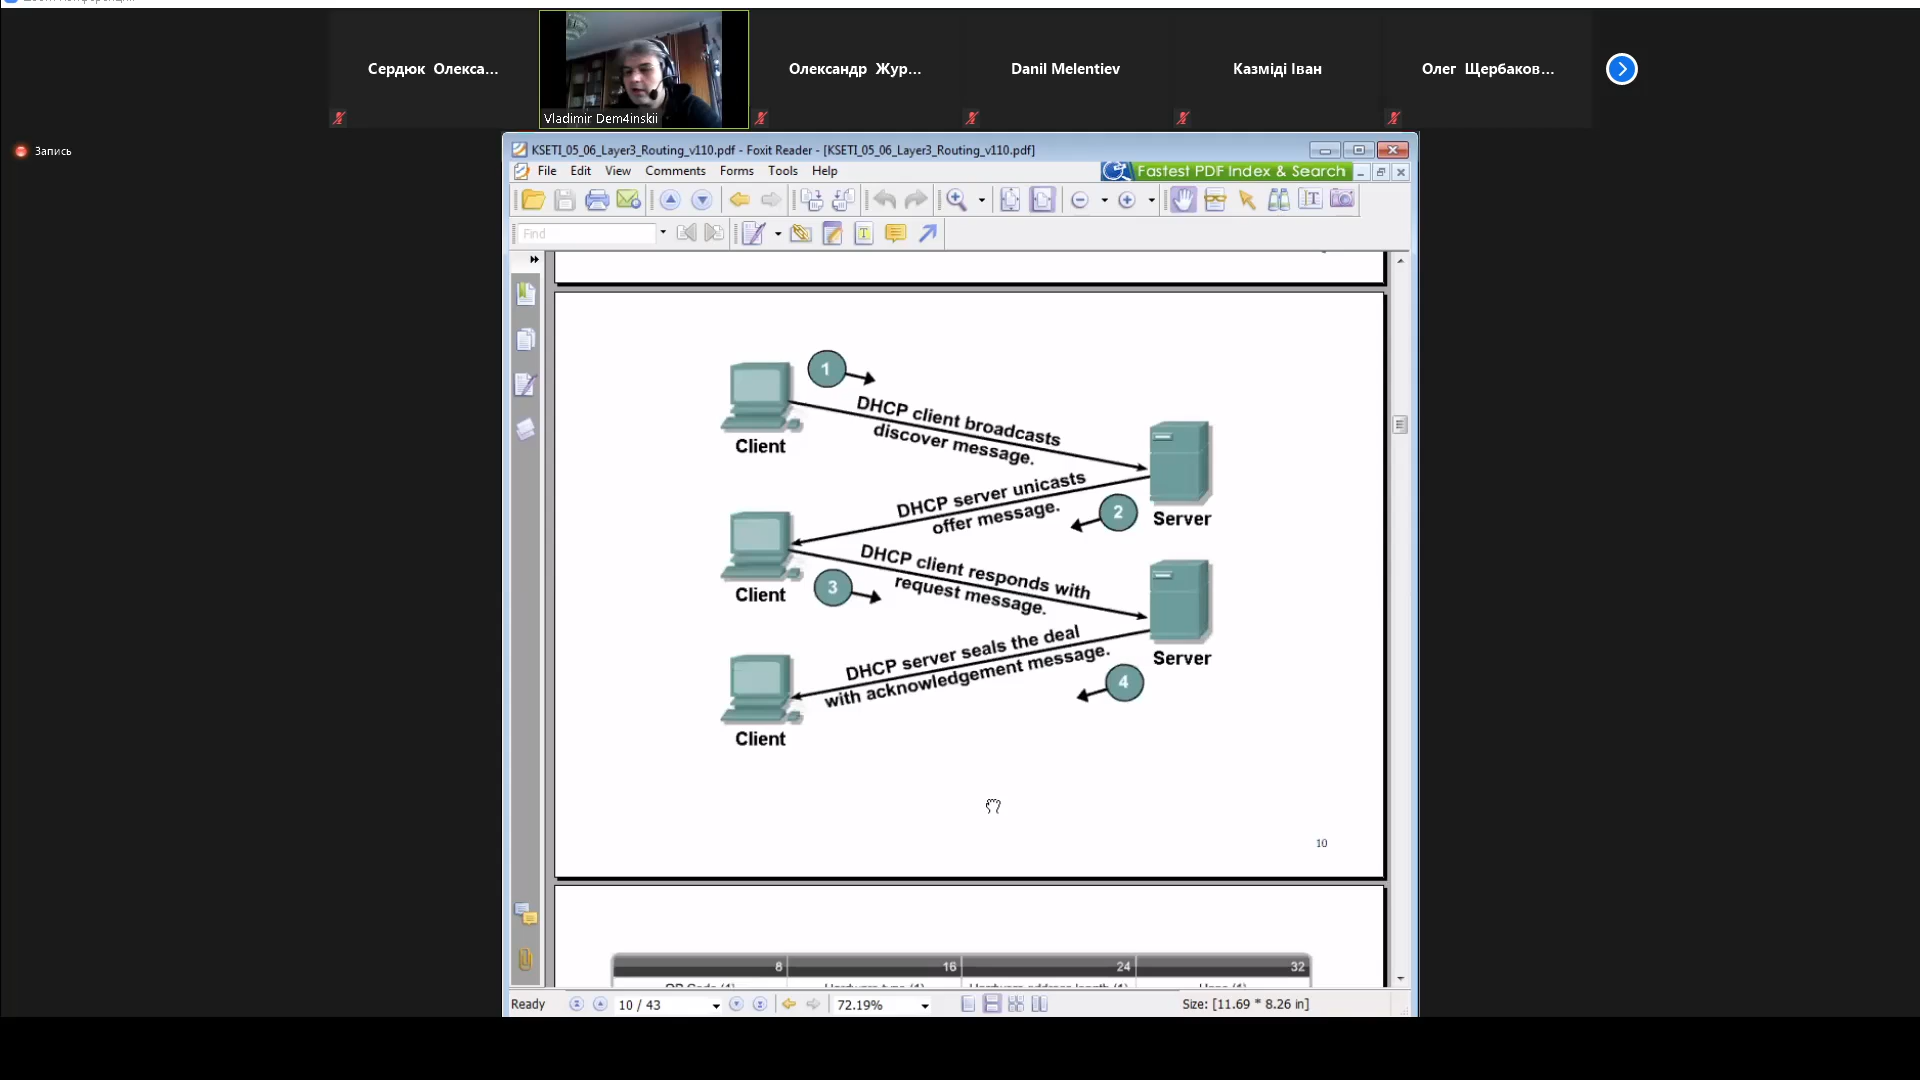 Сердюк Олекса...
Vladimir Dem4inskii
Олександр Жур...
Danil Melentiev
Казміді Іван
Олег Щербаков...
Запись
KSETI_05_06_Layer3_Routing_v110.pdf - Foxit Reader - [KSETI_05_06_Layer3_Routing_v110.pdf]
File Edit View Comments Forms Tools Help
Fastest PDF Index & Search
Find
1
DHCP client broadcasts
discover message.
Client
DHCP server unicasts
offer message.
2
Server
DHCP client responds with
request message.
Client
3
DHCP server seals the deal
with acknowledgement message.
Server
4
Client
10
8 16 24 32
Ready
10 / 43
72.19%
Size: [11.69 * 8.26 in]